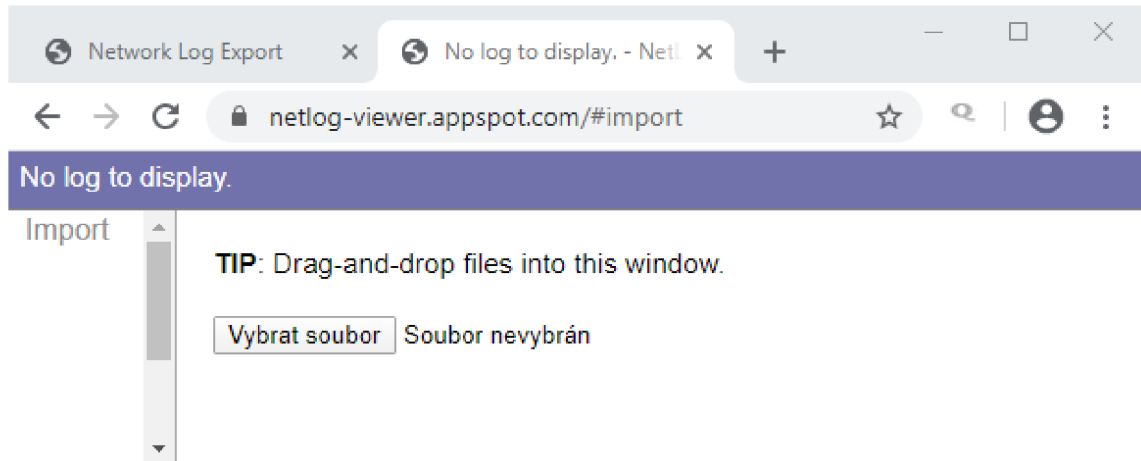 Network Log Export
No log to display. - Net
netlog-viewer.appspot.com/#import
No log to display.
Import
TIP: Drag-and-drop files into this window.
Vybrat soubor Soubor nevybrán